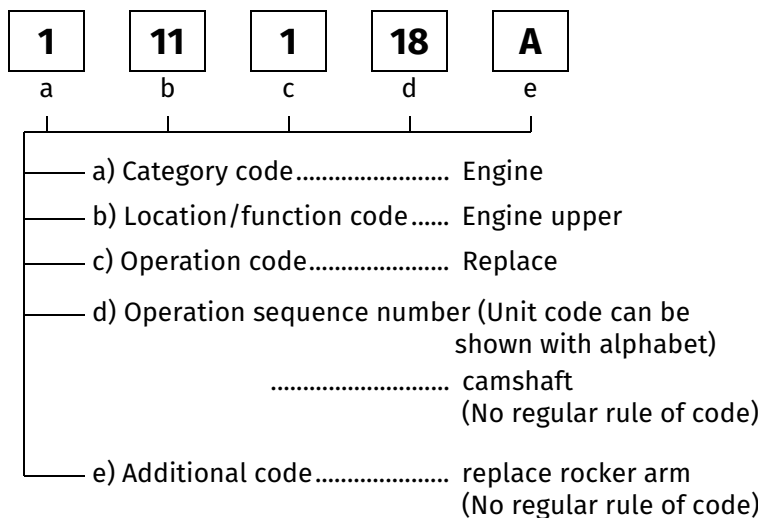 1 11 1 18 A
a b c d e
a) Category code........................ Engine
b) Location/function code...... Engine upper
c) Operation code...................... Replace
d) Operation sequence number (Unit code can be
shown with alphabet)
............................ camshaft
(No regular rule of code)
e) Additional code..................... replace rocker arm
(No regular rule of code)